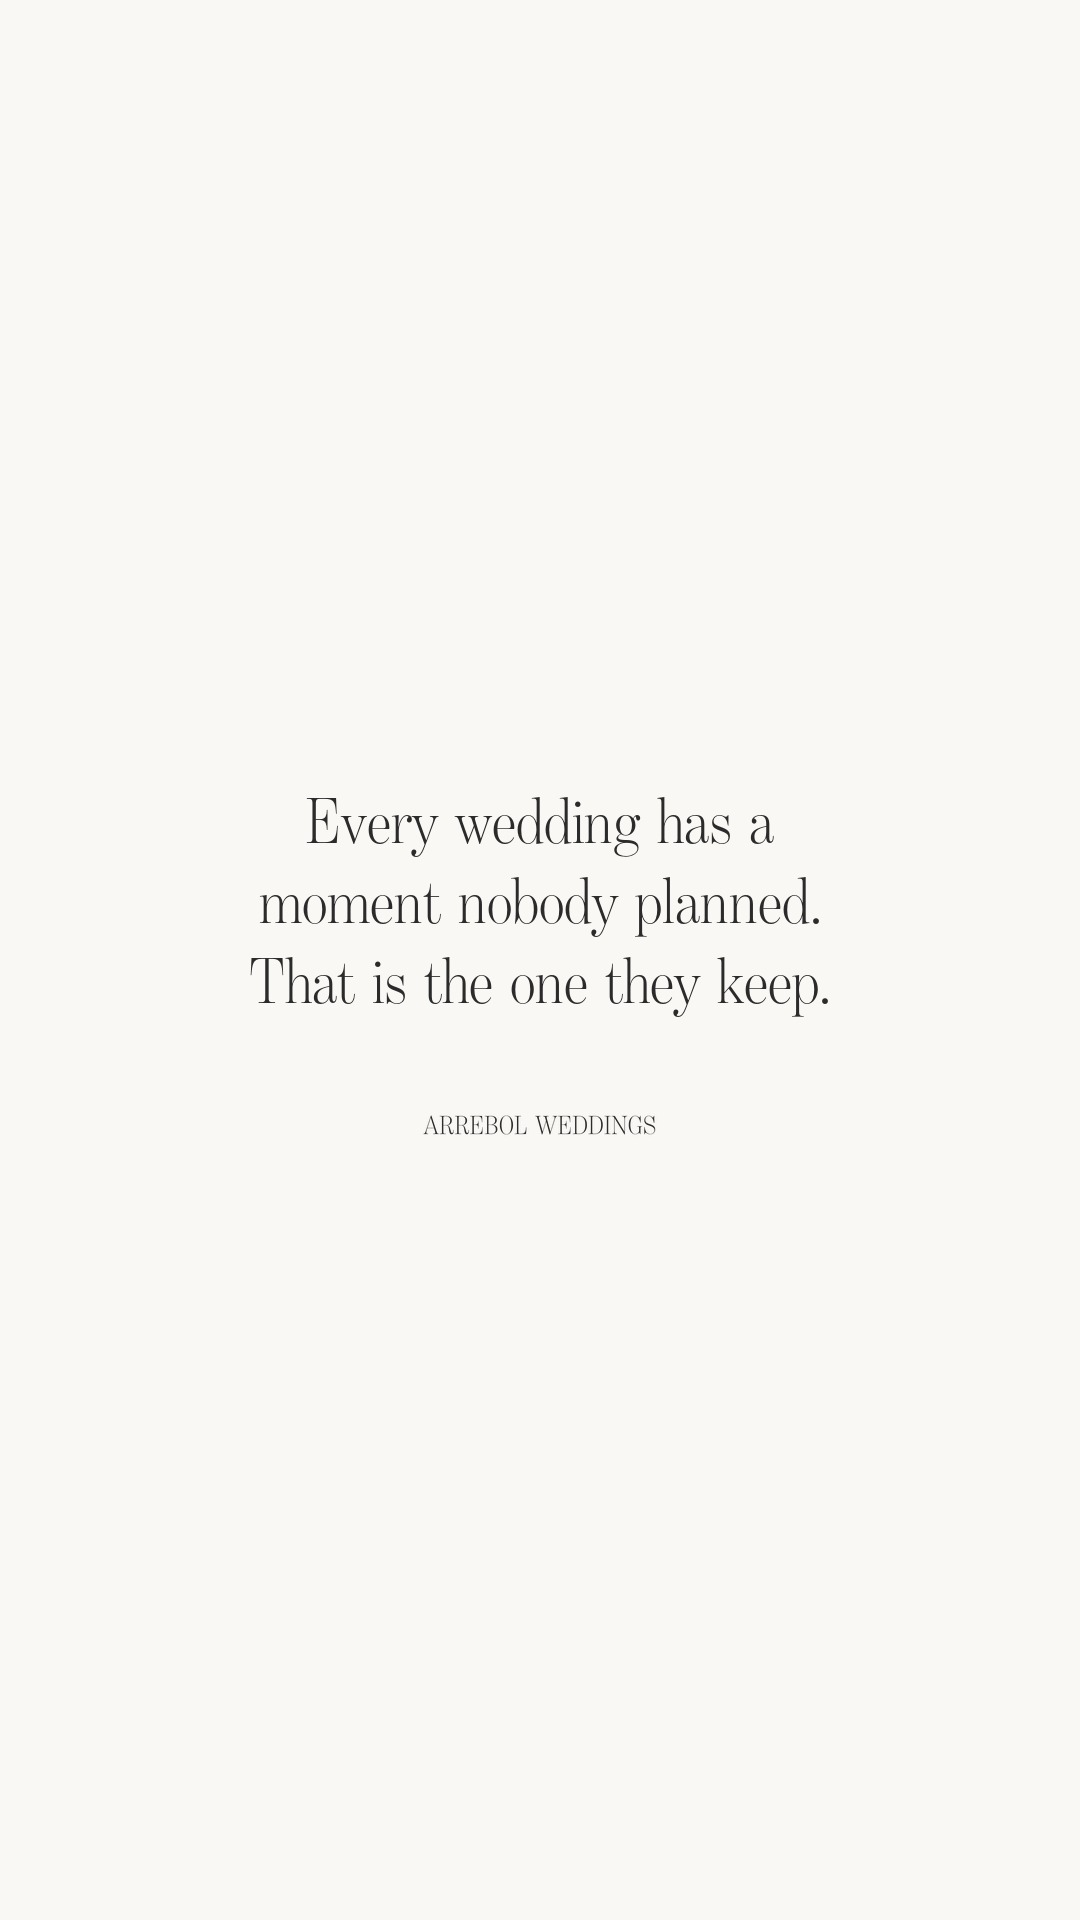 Every wedding has a
moment nobody planned.
That is the one they keep.
ARREBOL WEDDINGS